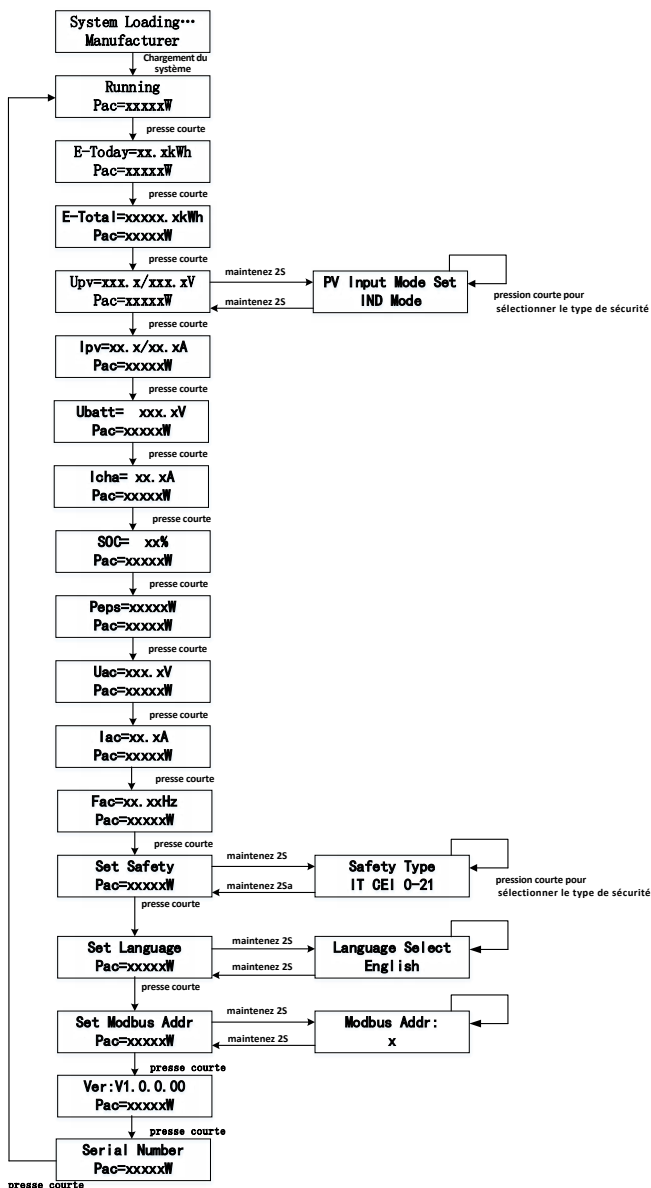 System Loading···
Manufacturer
Chargement du
système
Running
Pac=xxxxxW
presse courte
E-Today=xx.xkWh
Pac=xxxxxW
presse courte
E-Total=xxxxx.xkWh
Pac=xxxxxW
presse courte
Upv=xxx.x/xxx.xV
Pac=xxxxxW
maintenez 2S
maintenez 2S
PV Input Mode Set
IND Mode
pression courte pour
sélectionner le type de sécurité
presse courte
Ipv=xx.x/xx.xA
Pac=xxxxxW
presse courte
Ubatt= xxx.xV
Pac=xxxxxW
presse courte
Icha= xx.xA
Pac=xxxxxW
presse courte
SOC= xx%
Pac=xxxxxW
presse courte
Peps=xxxxxW
Pac=xxxxxW
presse courte
Uac=xxx.xV
Pac=xxxxxW
presse courte
Iac=xx.xA
Pac=xxxxxW
presse courte
Fac=xx.xxHz
Pac=xxxxxW
presse courte
Set Safety
Pac=xxxxxW
maintenez 2S
maintenez 2Sa
Safety Type
IT CEI 0-21
pression courte pour
sélectionner le type de sécurité
presse courte
Set Language
Pac=xxxxxW
maintenez 2S
maintenez 2S
Language Select
English
presse courte
Set Modbus Addr
Pac=xxxxxW
maintenez 2S
maintenez 2S
Modbus Addr:
x
presse courte
Ver:V1.0.0.00
Pac=xxxxxW
presse courte
Serial Number
Pac=xxxxxW
presse courte